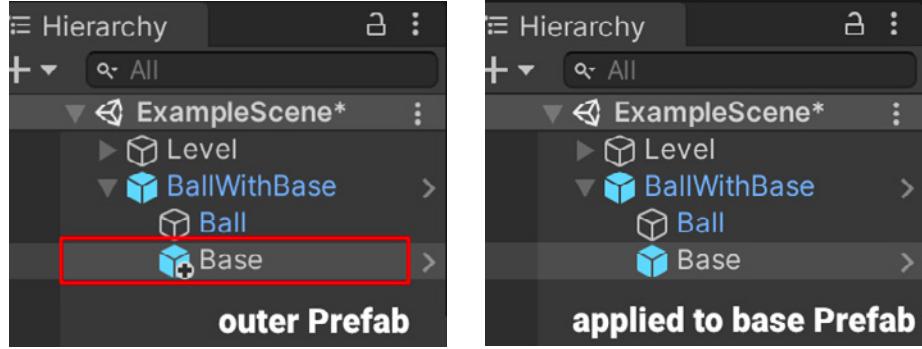 Hierarchy
All
ExampleScene*
Level
BallWithBase
Ball
Base
outer Prefab
Hierarchy
All
ExampleScene*
Level
BallWithBase
Ball
Base
applied to base Prefab